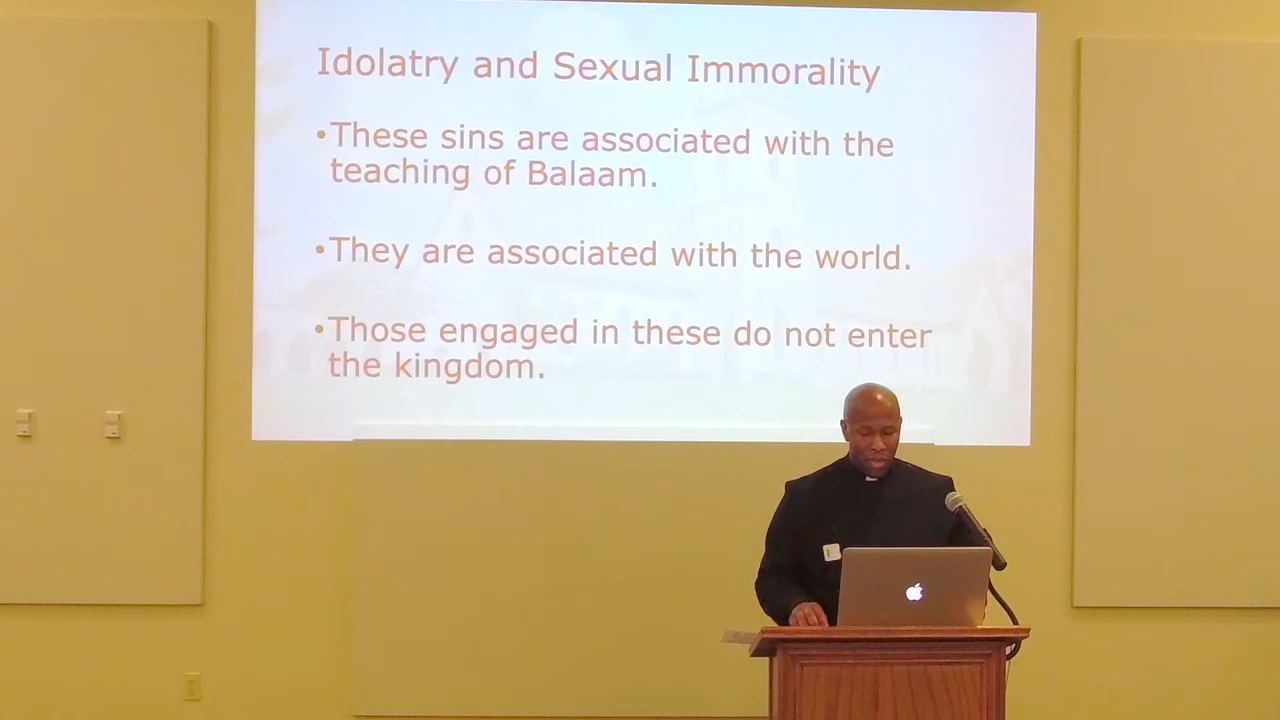 Idolatry and Sexual Immorality
•These sins are associated with the
teaching of Balaam.
•They are associated with the world.
•Those engaged in these do not enter
the kingdom.